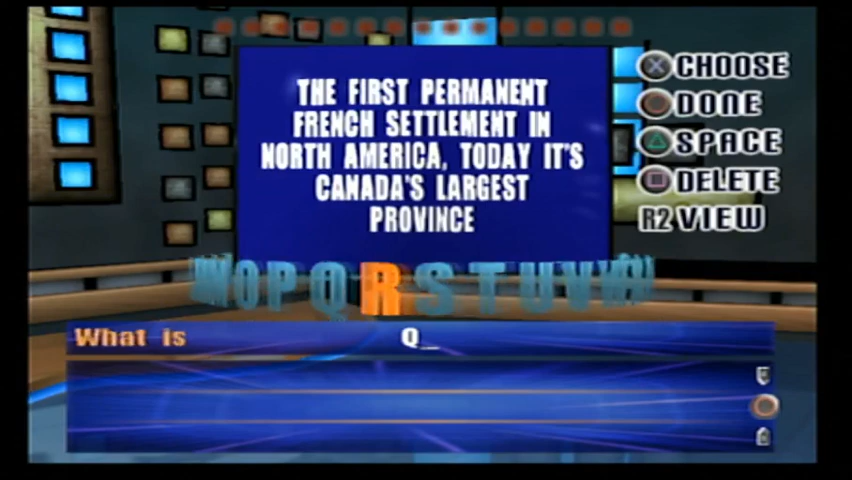 THE FIRST PERMANENT
FRENCH SETTLEMENT IN
NORTH AMERICA, TODAY IT'S
CANADA'S LARGEST
PROVINCE
CHOOSE
DONE
SPACE
DELETE
R2 VIEW
O P Q R S T U V W
What is Q_